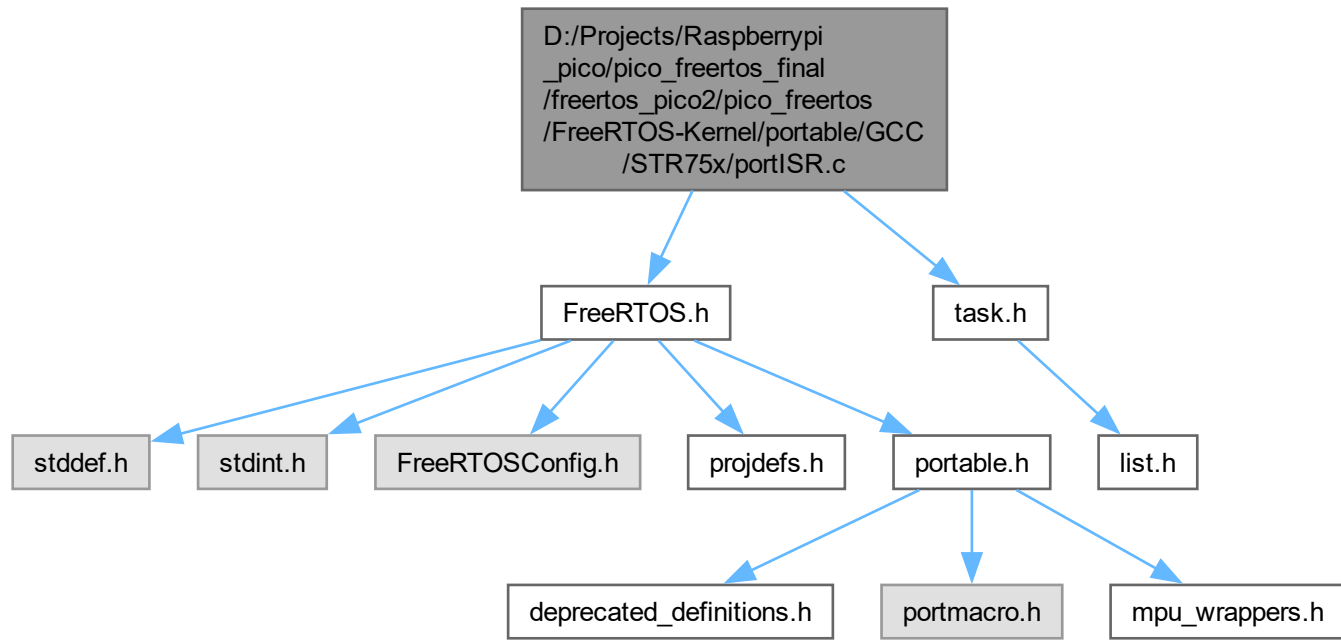 D:/Projects/Raspberrypi
_pico/pico_freertos_final
/freertos_pico2/pico_freertos
/FreeRTOS-Kernel/portable/GCC
/STR75x/portISR.c
FreeRTOS.h
task.h
stddef.h
stdint.h
FreeRTOSConfig.h
projdefs.h
portable.h
list.h
deprecated_definitions.h
portmacro.h
mpu_wrappers.h